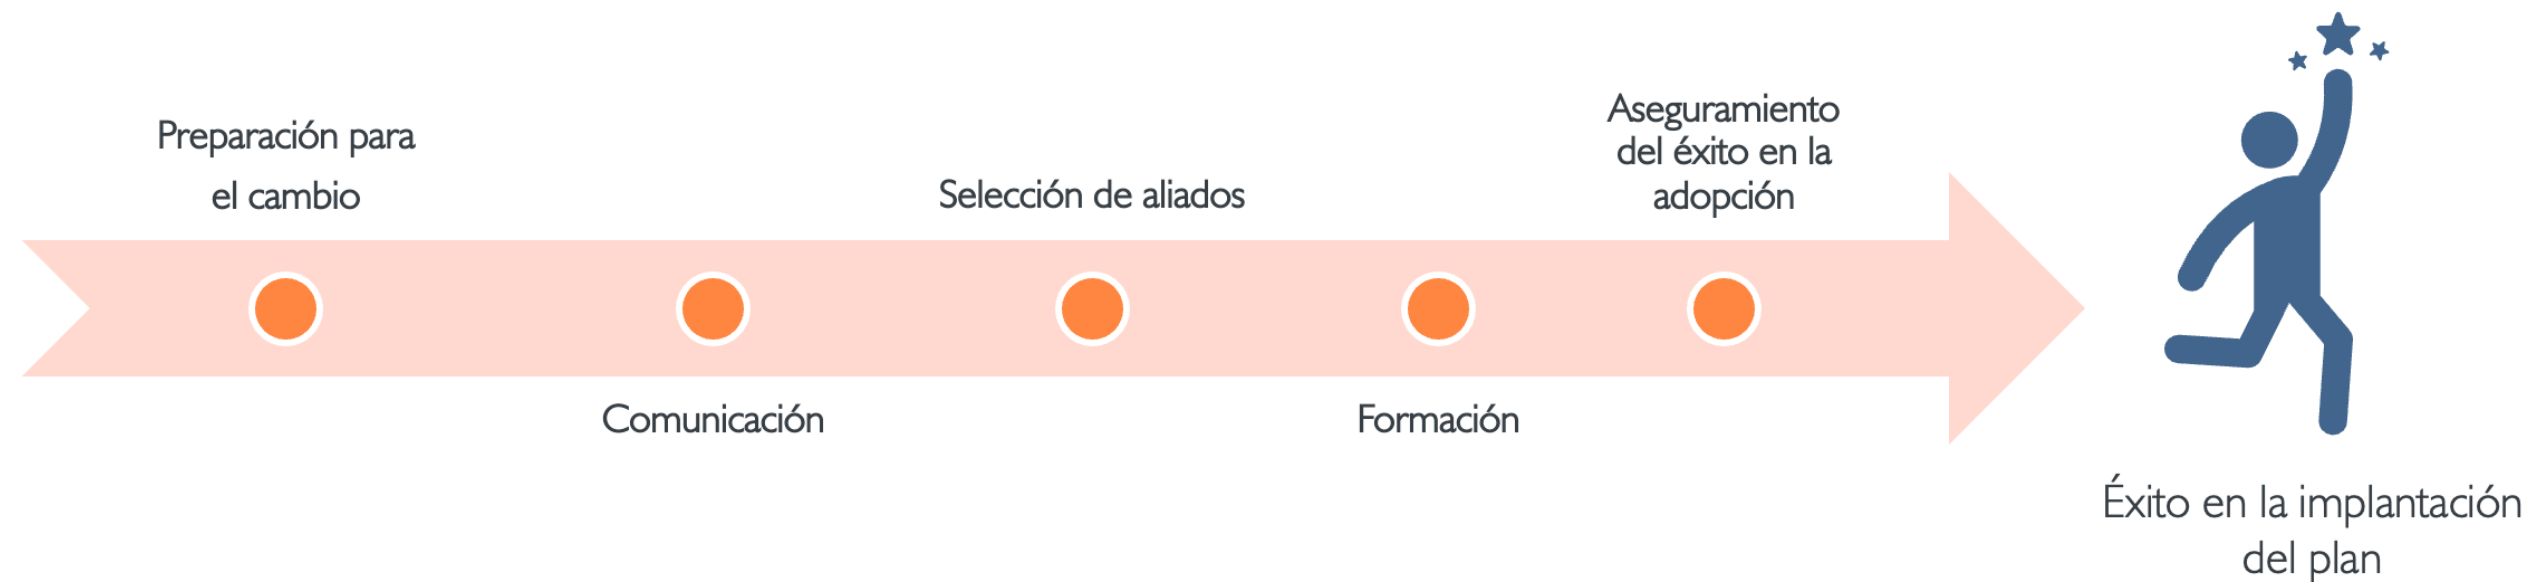 Preparación para
el cambio
Comunicación
Selección de aliados
Formación
Aseguramiento
del éxito en la
adopción
Éxito en la implantación
del plan